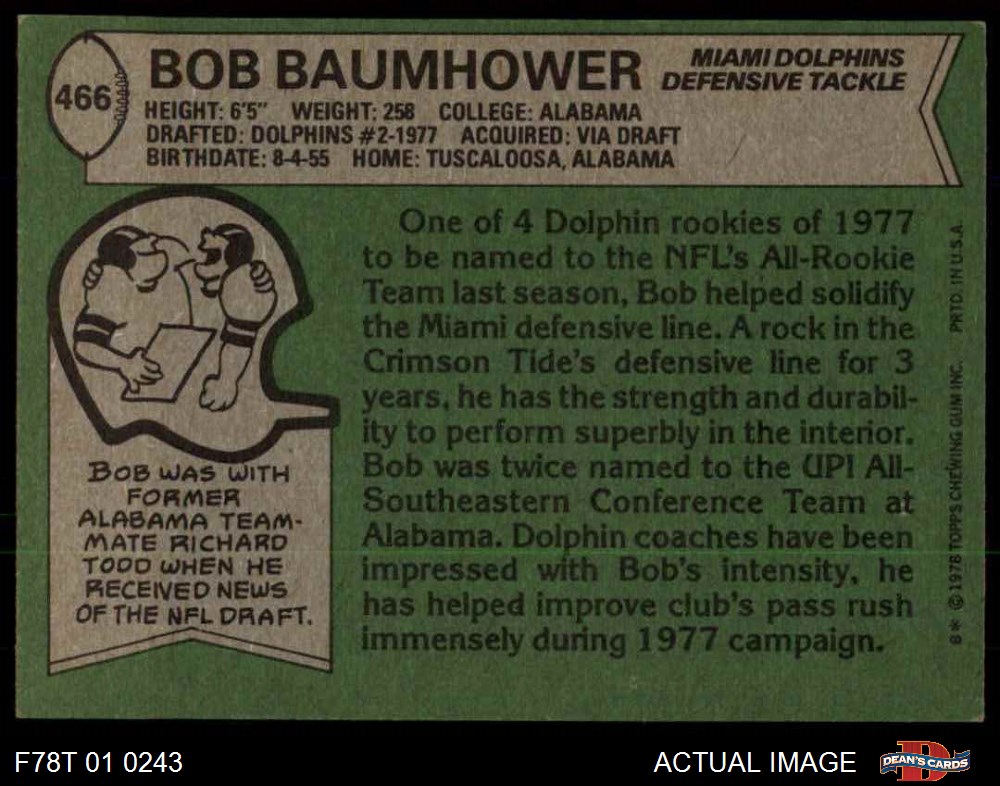 466
BOB BAUMHOWER
MIAMI DOLPHINS
DEFENSIVE TACKLE
HEIGHT: 6'5" WEIGHT: 258 COLLEGE: ALABAMA
DRAFTED: DOLPHINS #2-1977 ACQUIRED: VIA DRAFT
BIRTHDATE: 8-4-55 HOME: TUSCALOOSA, ALABAMA
One of 4 Dolphin rookies of 1977
to be named to the NFL's All-Rookie
Team last season, Bob helped solidify
the Miami defensive line. A rock in the
Crimson Tide's defensive line for 3
years, he has the strength and durabil-
ity to perform superbly in the interior.
Bob was twice named to the UPI All-
Southeastern Conference Team at
Alabama. Dolphin coaches have been
impressed with Bob's intensity, he
has helped improve club's pass rush
immensely during 1977 campaign.
BOB WAS WITH
FORMER
ALABAMA TEAM-
MATE RICHARD
TODD WHEN HE
RECEIVED NEWS
OF THE NFL DRAFT.
8* © 1978 TOPPS CHEWING GUM INC. PRTD. IN U.S.A.
F78T 01 0243
ACTUAL IMAGE
D
DEAN'S CARDS